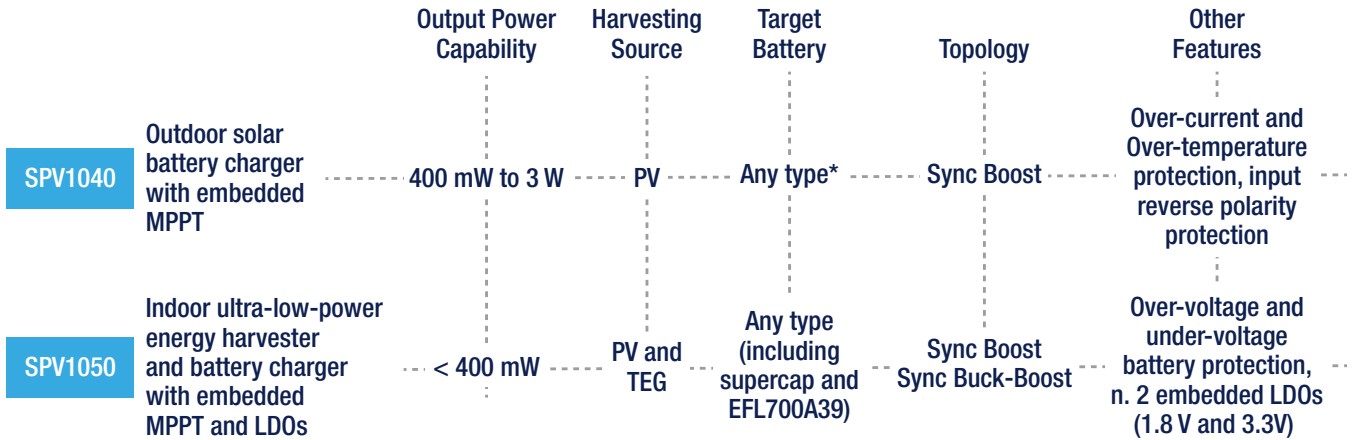 Output Power
Capability
Harvesting
Source
Target
Battery
Topology
Other
Features
SPV1040
Outdoor solar
battery charger
with embedded
MPPT
400 mW to 3 W
PV
Any type*
Sync Boost
Over-current and
Over-temperature
protection, input
reverse polarity
protection
SPV1050
Indoor ultra-low-power
energy harvester
and battery charger
with embedded
MPPT and LDOs
< 400 mW
PV and
TEG
Any type
(including
supercap and
EFL700A39)
Sync Boost
Sync Buck-Boost
Over-voltage and
under-voltage
battery protection,
n. 2 embedded LDOs
(1.8 V and 3.3V)